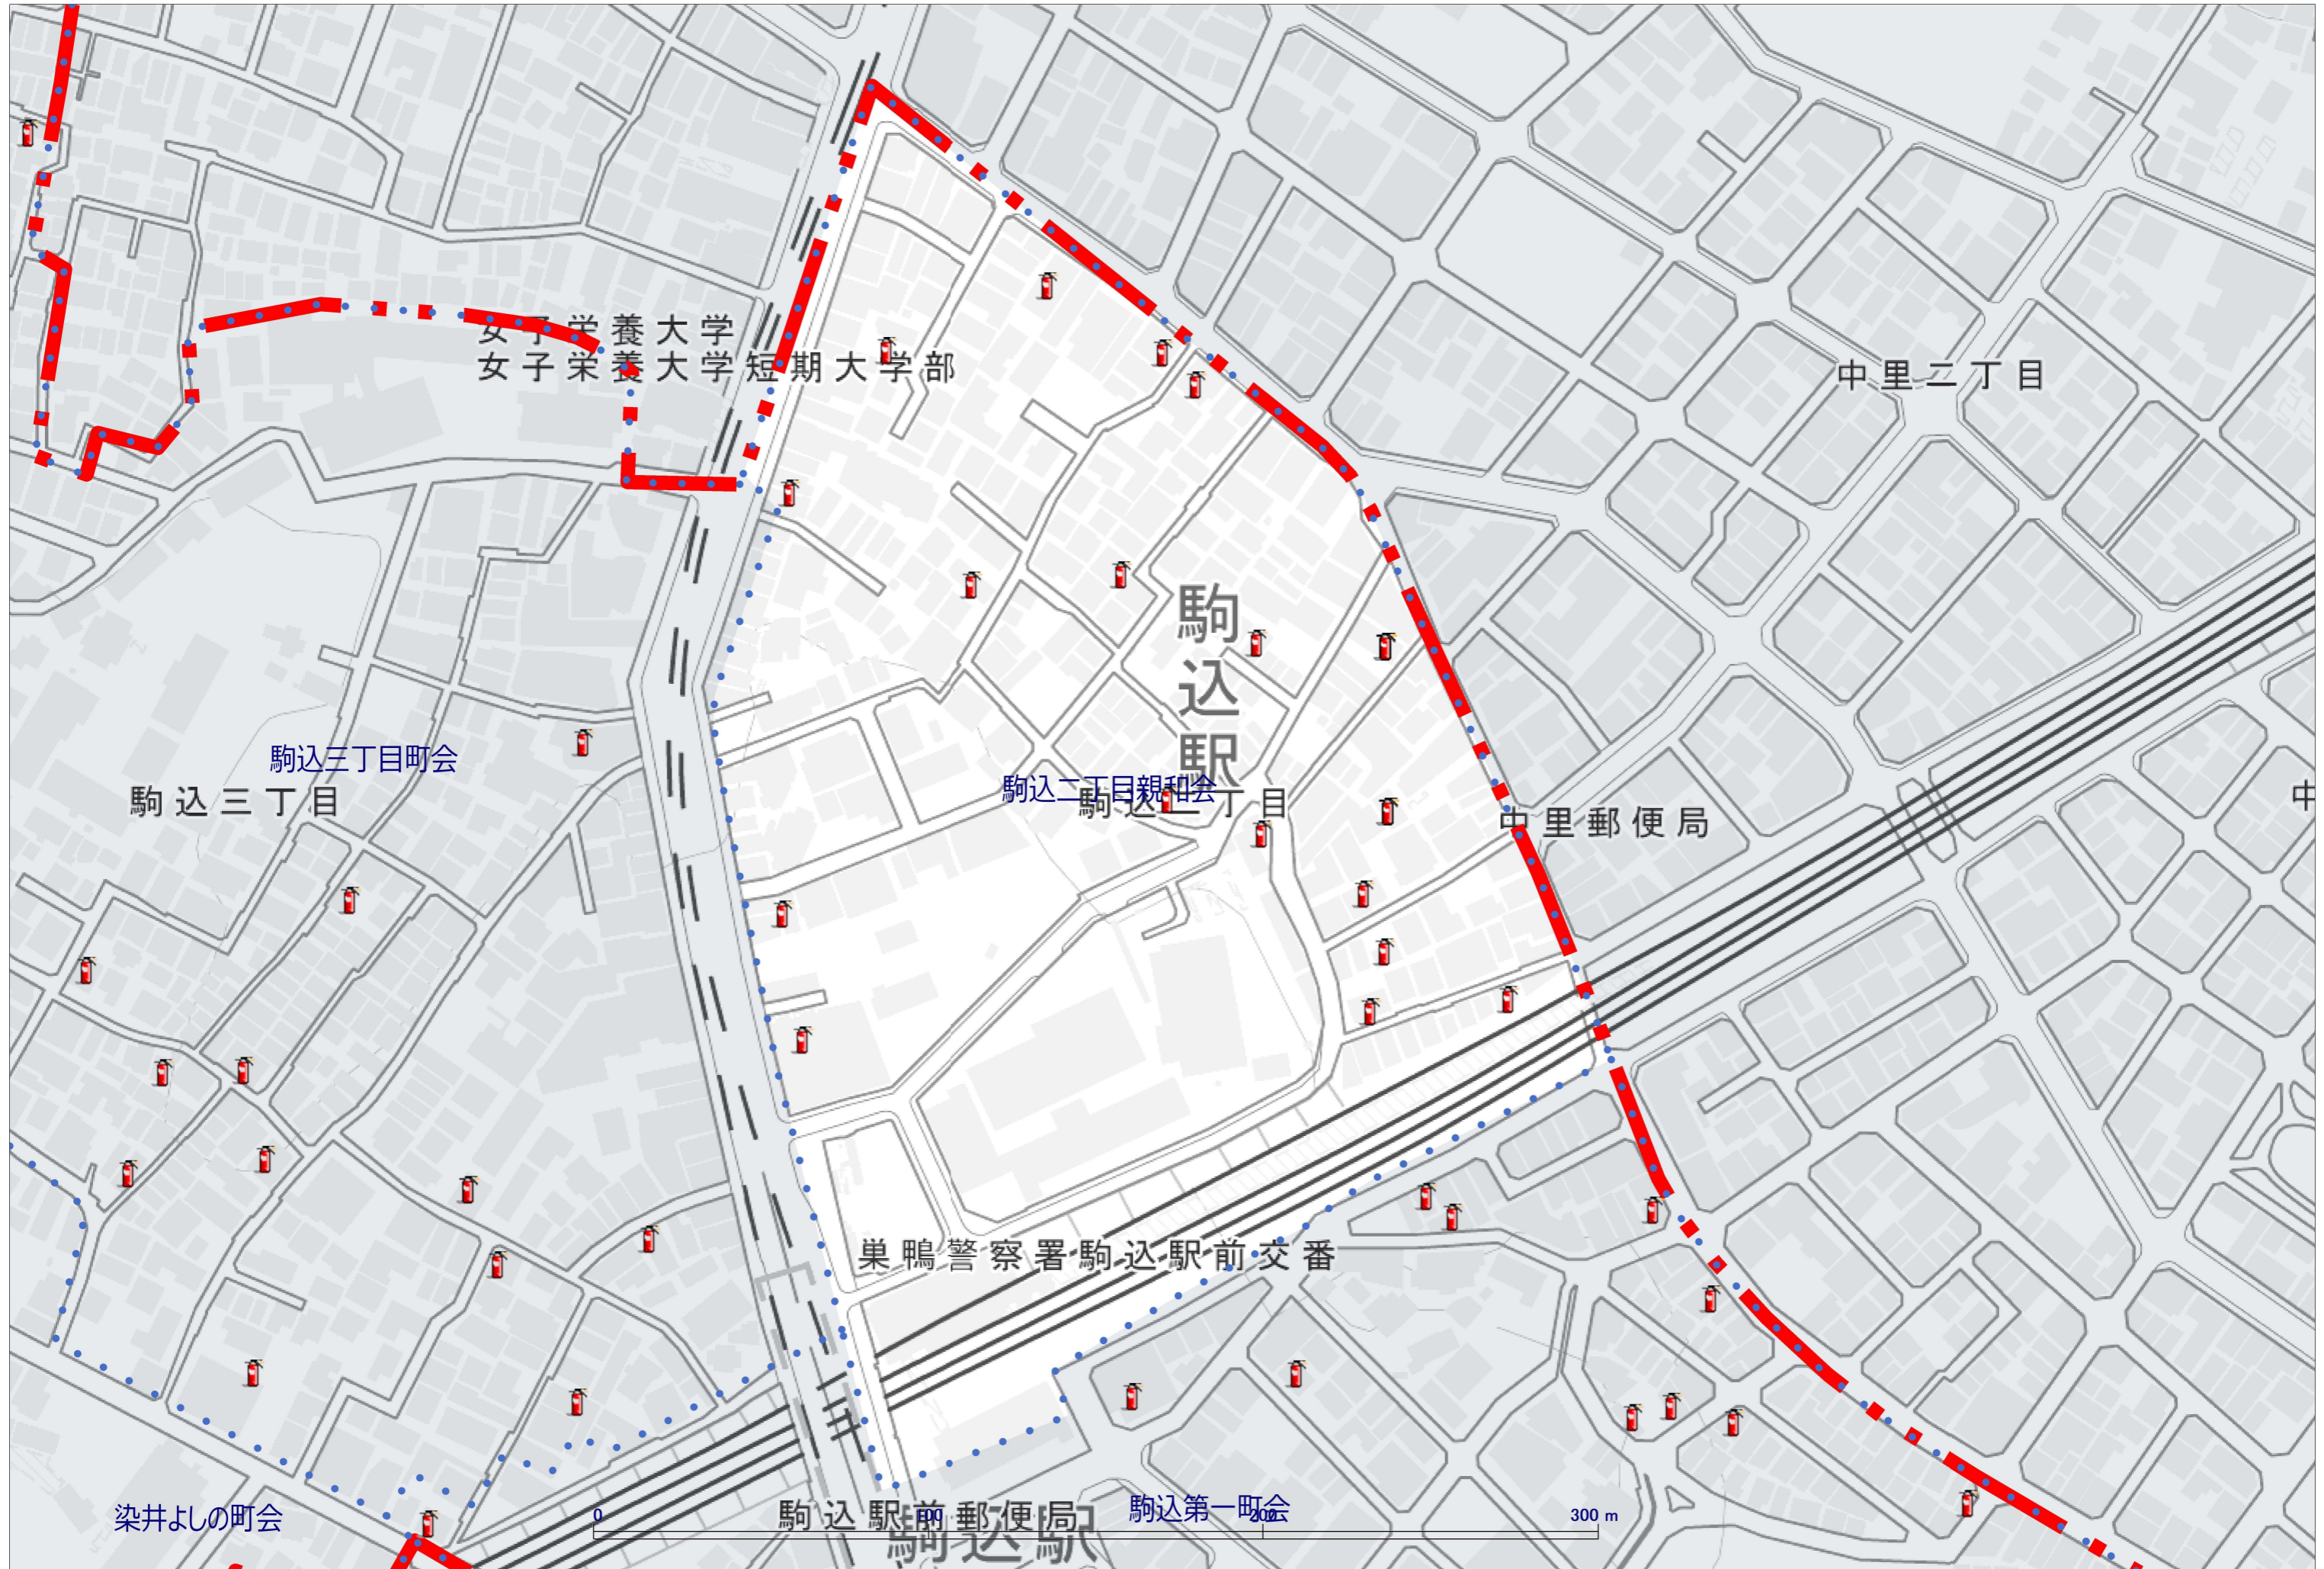 女子栄養大学
女子栄養大学短期大学部
中里二丁目
駒込駅
駒込三丁目町会
駒込三丁目
駒込二丁目親和会
駒込二丁目
中里郵便局
中
巣鴨警察署駒込駅前交番
染井よしの町会
駒込駅前郵便局
駒込第一町会
0 100 200 300 m
駒込駅